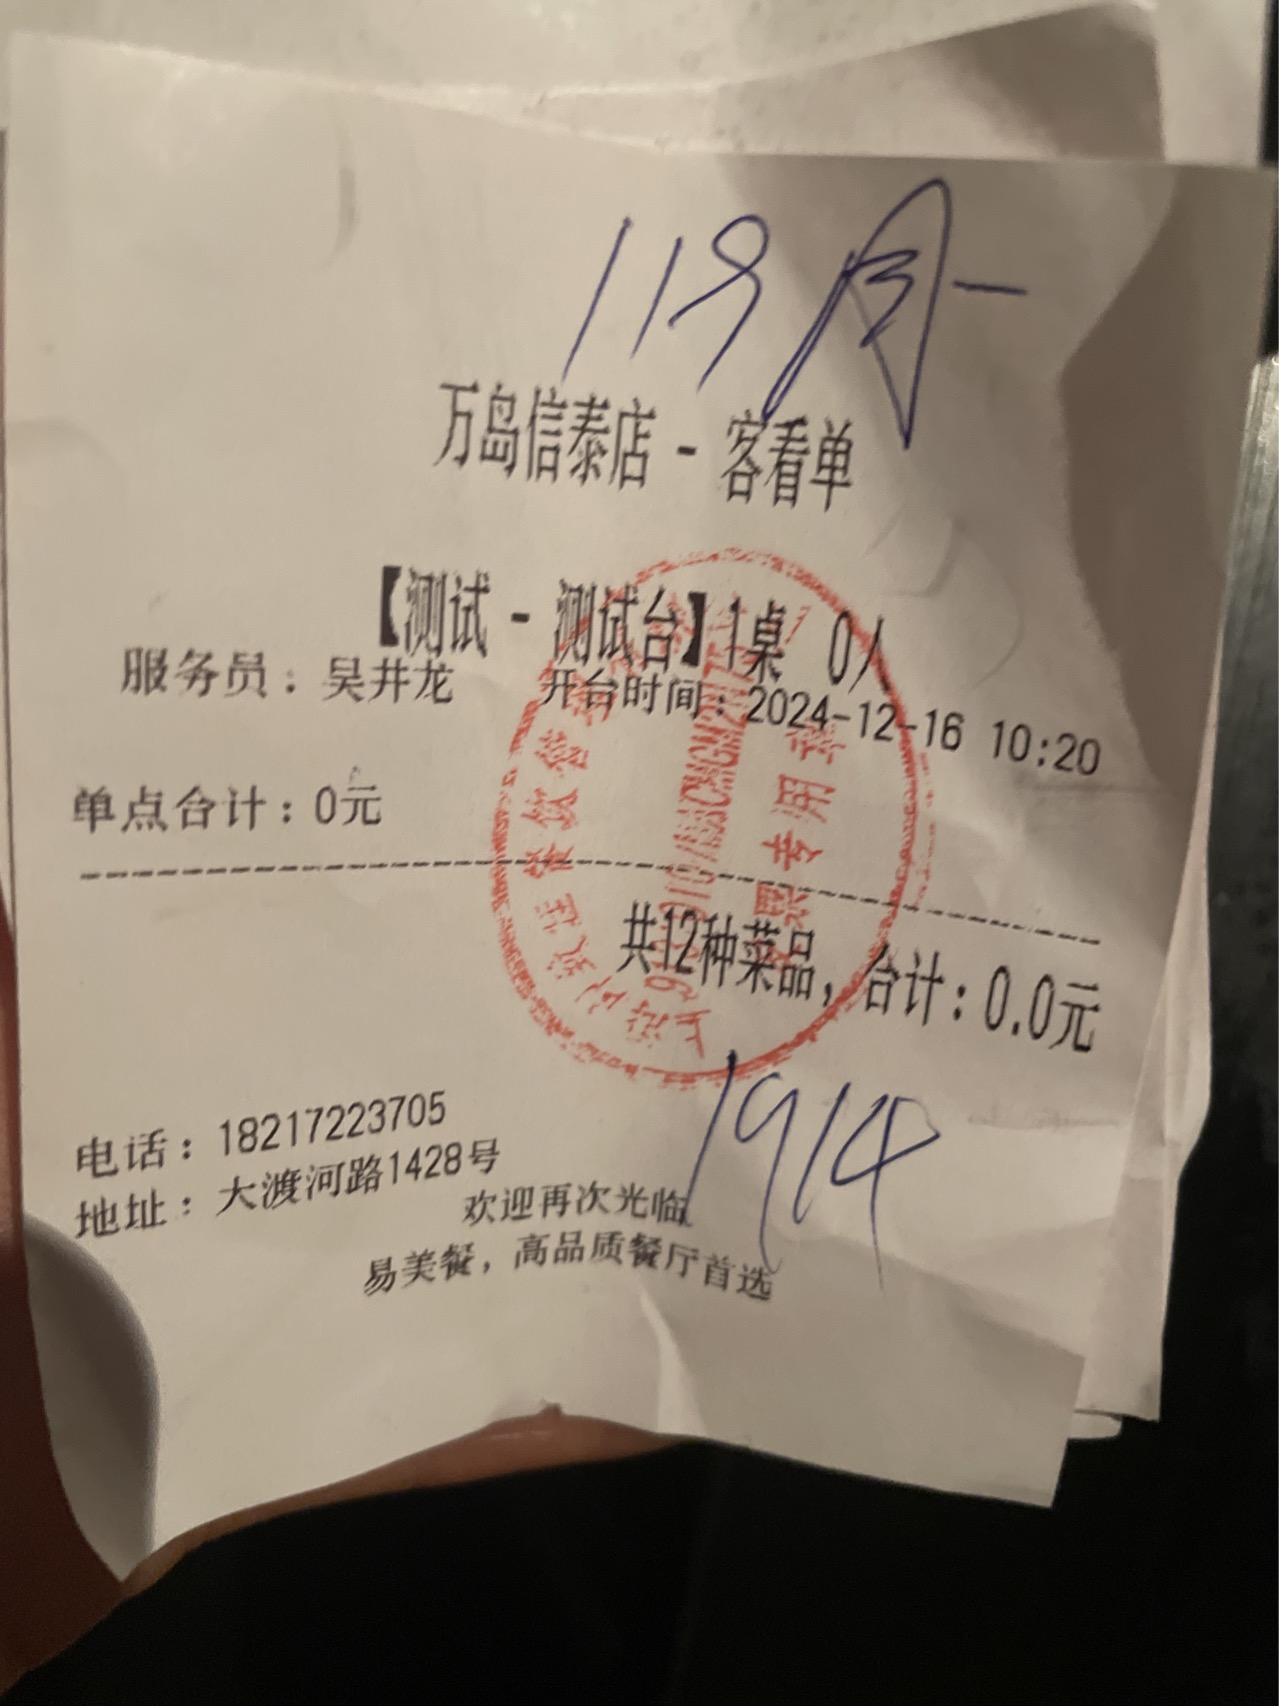 119
万岛信泰店 - 客看单
【测试 - 测试台】1桌 0人
服务员：吴井龙 开台时间：2024-12-16 10:20
单点合计：0元
共12种菜品，合计：0.0元
1914
电话：18217223705
地址：大渡河路1428号
欢迎再次光临
易美餐，高品质餐厅首选
专用章